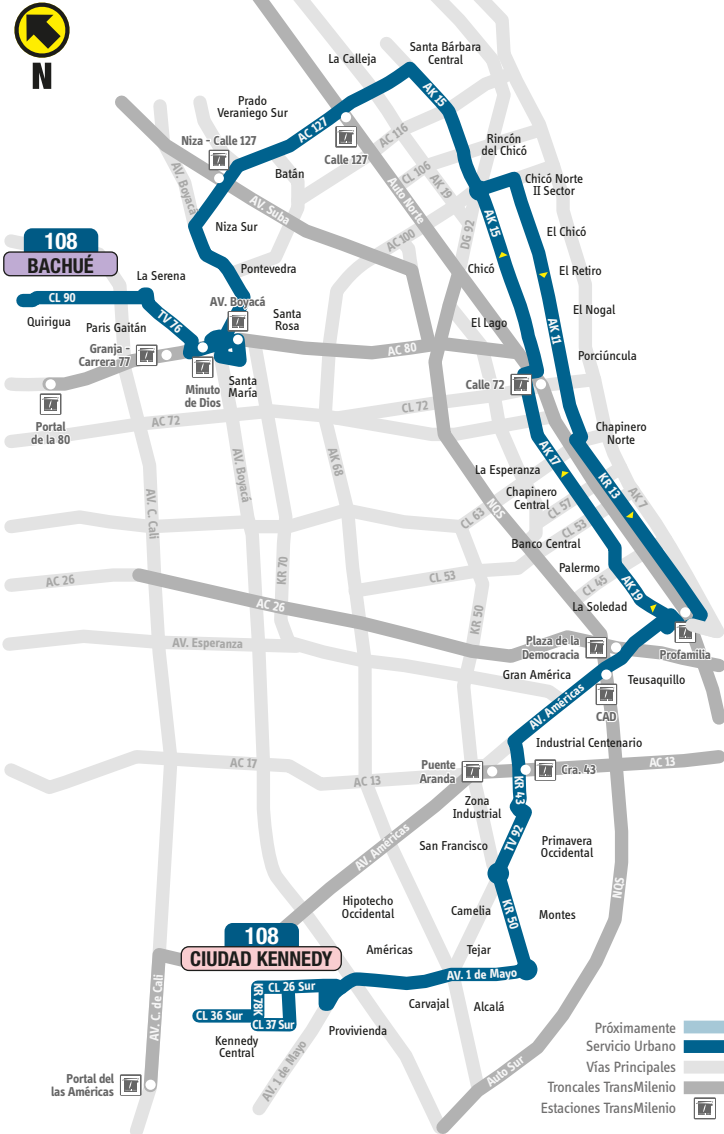 N
La Calleja
Santa Bárbara
Central
AK 15
Prado
Veraniego Sur
AC 127
AC 116
Niza - Calle 127
Calle 127
Rincón
del Chicó
Batán
CL 106
AK 19
Chicó Norte
II Sector
AV. Boyacá
AV. Suba
Auto Norte
Niza Sur
AK 15
DG 92
El Chicó
108
BACHUÉ
AC100
La Serena
Pontevedra
Chicó
El Retiro
CL 90
AV. Boyacá
El Nogal
Quirigua
Paris Gaitán
TV 76
Santa
Rosa
El Lago
AK 11
Granja -
Carrera 77
AC 80
Porciúncula
Minuto
de Dios
Santa
María
Calle 72
Portal
de la 80
AC 72
CL 72
Chapinero
Norte
AV. C. Cali
AV. Boyacá
AK 68
AK 17
La Esperanza
KR 13
AK 7
Chapinero
Central
NQS
CL 63
CL 57
CL 53
Banco Central
KR 70
Palermo
AC 26
CL 53
CL 45
AK 19
AC 26
KR 50
La Soledad
AV. Esperanza
Plaza de la
Democracia
Profamilia
Gran América
Teusaquillo
AV. Américas
CAD
Industrial Centenario
AC 17
AC 13
Puente
Aranda
Cra. 43
AC 13
KR 43
Zona
Industrial
AV. Américas
San Francisco
TV 26
Primavera
Occidental
NQS
Hipotecho
Occidental
Camelia
KR 50
Montes
108
CIUDAD KENNEDY
Américas
Tejar
AV. 1 de Mayo
CL 26 Sur
KR 78K
CL 36 Sur
CL 37 Sur
Carvajal
Alcalá
AV. C. de Cali
Provivienda
Kennedy
Central
AV. 1 de Mayo
Auto Sur
Portal del
las Américas
Próximamente
Servicio Urbano
Vías Principales
Troncales TransMilenio
Estaciones TransMilenio